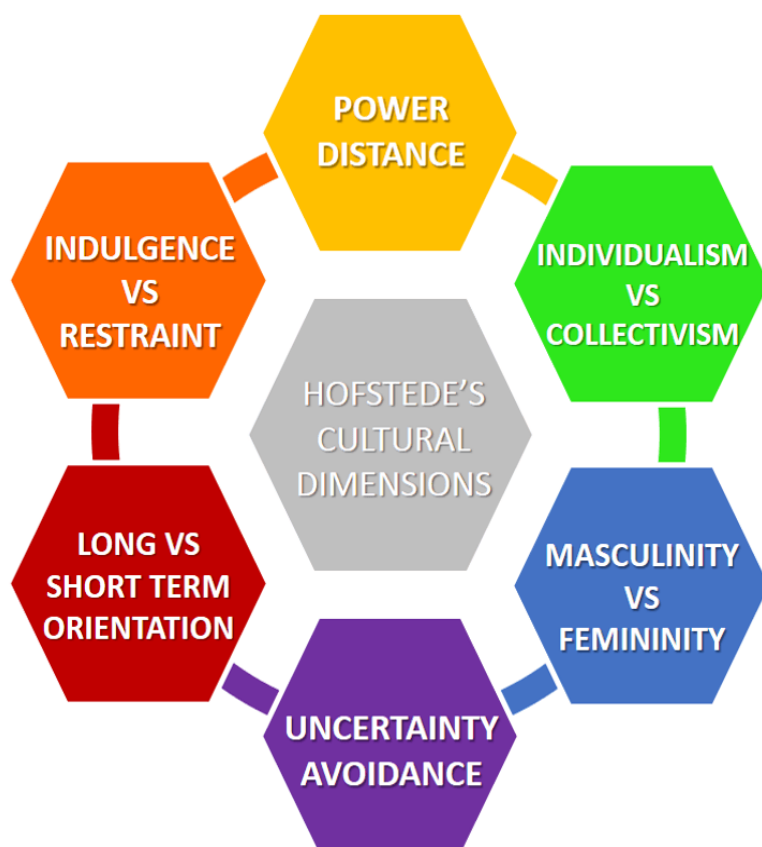 POWER
DISTANCE
INDIVIDUALISM
VS
COLLECTIVISM
MASCULINITY
VS
FEMININITY
UNCERTAINTY
AVOIDANCE
LONG VS
SHORT TERM
ORIENTATION
INDULGENCE
VS
RESTRAINT
HOFSTEDE'S
CULTURAL
DIMENSIONS